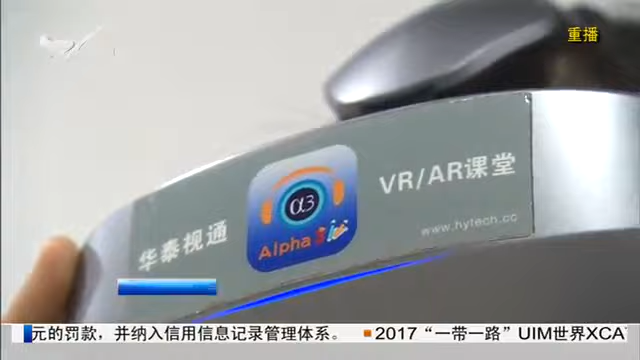 重播
VR/AR课堂
α3
Alpha 3
华泰视通
www.hytech.cc
元的罚款，并纳入信用信息记录管理体系。 ■2017“一带一路”UIM世界XCAT